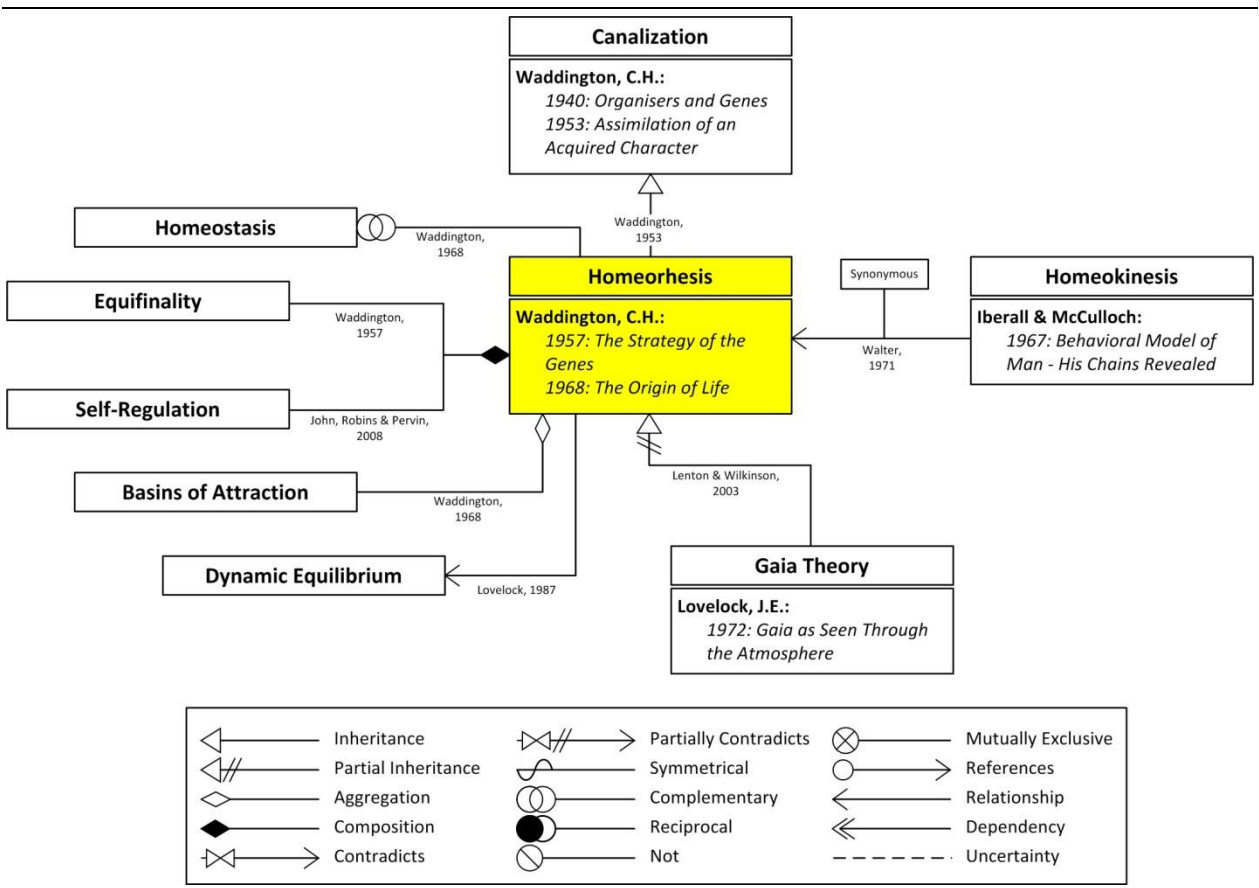 Canalization
Waddington, C.H.:
1940: Organisers and Genes
1953: Assimilation of an
Acquired Character
Waddington,
1953
Homeostasis
Waddington,
1968
Homeorhesis
Waddington, C.H.:
1957: The Strategy of the
Genes
1968: The Origin of Life
Synonymous
Homeokinesis
Iberall & McCulloch:
1967: Behavioral Model of
Man - His Chains Revealed
Walter,
1971
Equifinality
Waddington,
1957
Self-Regulation
John, Robins & Pervin,
2008
Basins of Attraction
Waddington,
1968
Lenton & Wilkinson,
2003
Dynamic Equilibrium
Lovelock, 1987
Gaia Theory
Lovelock, J.E.:
1972: Gaia as Seen Through
the Atmosphere
Inheritance
Partial Inheritance
Aggregation
Composition
Contradicts
Partially Contradicts
Symmetrical
Complementary
Reciprocal
Not
Mutually Exclusive
References
Relationship
Dependency
Uncertainty